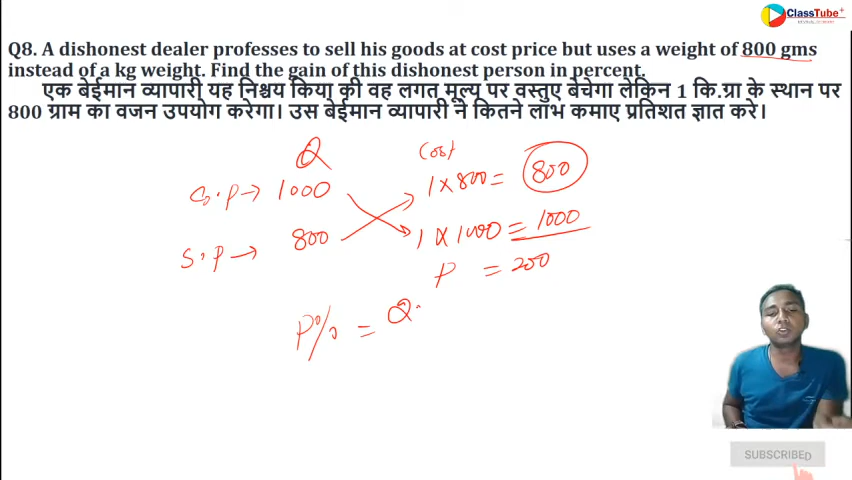 ClassTube+
Q8. A dishonest dealer professes to sell his goods at cost price but uses a weight of 800 gms
instead of a kg weight. Find the gain of this dishonest person in percent.
एक बेईमान व्यापारी यह निश्चय किया की वह लगत मूल्य पर वस्तुए बेचेगा लेकिन 1 कि.ग्रा के स्थान पर
800 ग्राम का वजन उपयोग करेगा। उस बेईमान व्यापारी ने कितने लाभ कमाए प्रतिशत ज्ञात करे।
Q Cost
C.P → 1000 1 × 800 = 800
S.P → 800 1 × 1000 = 1000
P = 200
P% = Q.
SUBSCRIBED